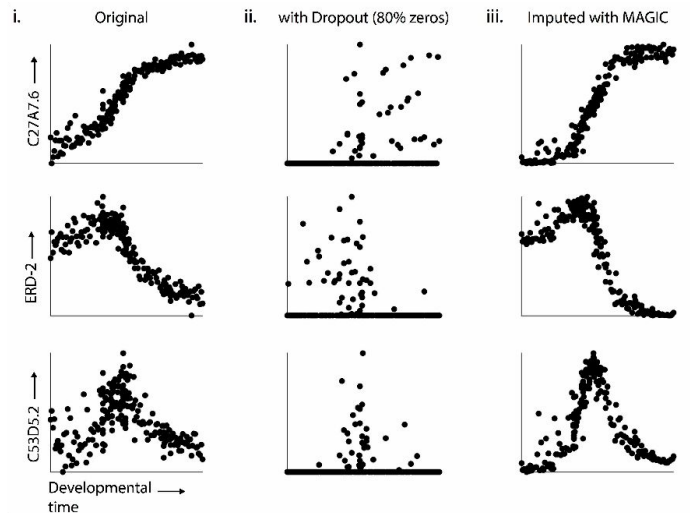 i. Original
ii. with Dropout (80% zeros)
iii. Imputed with MAGIC
C27A7.6
ERD-2
C53D5.2
Developmental
time